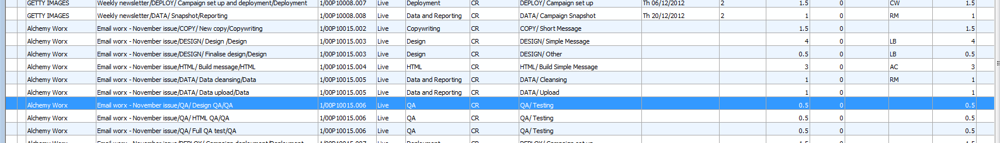 GETTY IMAGES Weekly newsletter/DEPLOY/ Campaign set up and deployment/Deployment 1/00P10008.007 Live Deployment CR DEPLOY/ Campaign set up Th 06/12/2012 2 1.5 0 CW 1.5
GETTY IMAGES Weekly newsletter/DATA/ Snapshot/Reporting 1/00P10008.008 Live Data and Reporting CR DATA/ Campaign Snapshot Th 20/12/2012 2 1 0 RM 1
Alchemy Worx Email worx - November issue/COPY/ New copy/Copywriting 1/00P10015.002 Live Copywriting CR COPY/ Short Message 1.5 0 1.5
Alchemy Worx Email worx - November issue/DESIGN/ Design /Design 1/00P10015.003 Live Design CR DESIGN/ Simple Message 4 0 LB 4
Alchemy Worx Email worx - November issue/DESIGN/ Finalise design/Design 1/00P10015.003 Live Design CR DESIGN/ Other 0.5 0 LB 0.5
Alchemy Worx Email worx - November issue/HTML/ Build message/HTML 1/00P10015.004 Live HTML CR HTML/ Build Simple Message 3 0 AC 3
Alchemy Worx Email worx - November issue/DATA/ Data cleansing/Data 1/00P10015.005 Live Data and Reporting CR DATA/ Cleansing 1 0 RM 1
Alchemy Worx Email worx - November issue/DATA/ Data upload/Data 1/00P10015.005 Live Data and Reporting CR DATA/ Upload 1 0 1
Alchemy Worx Email worx - November issue/QA/ Design QA/QA 1/00P10015.006 Live QA CR QA/ Testing 0.5 0 0.5
Alchemy Worx Email worx - November issue/QA/ HTML QA/QA 1/00P10015.006 Live QA CR QA/ Testing 0.5 0 0.5
Alchemy Worx Email worx - November issue/QA/ Full QA test/QA 1/00P10015.006 Live QA CR QA/ Testing 0.5 0 0.5
Alchemy Worx Email worx - November issue/DEPLOY/ Campaign deployment/Deployment 1/00P10015.007 Live Deployment CR DEPLOY/ Campaign set up 1.5 0 1.5